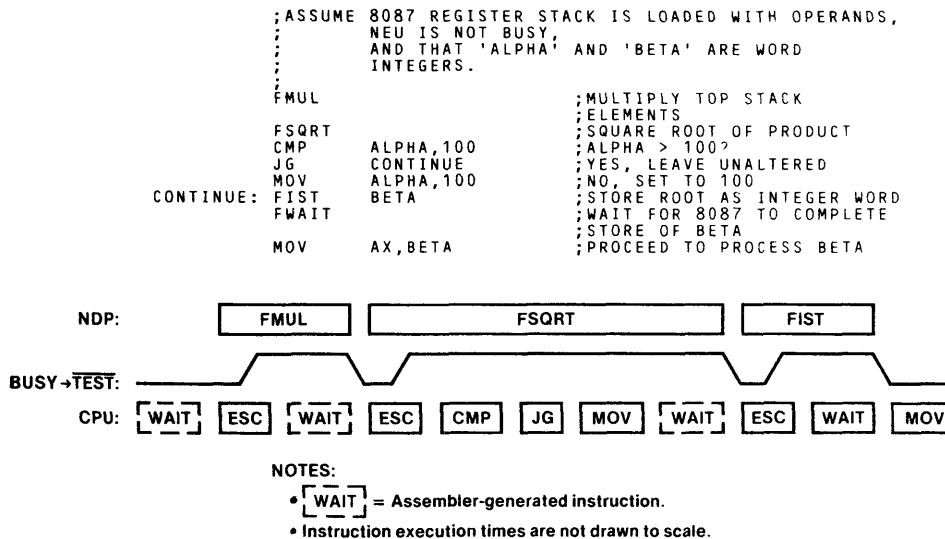 ;ASSUME 8087 REGISTER STACK IS LOADED WITH OPERANDS,
; NEU IS NOT BUSY,
; AND THAT 'ALPHA' AND 'BETA' ARE WORD
; INTEGERS.
;
FMUL ;MULTIPLY TOP STACK
;ELEMENTS
FSQRT ;SQUARE ROOT OF PRODUCT
CMP ALPHA,100 ;ALPHA > 100?
JG CONTINUE ;YES, LEAVE UNALTERED
MOV ALPHA,100 ;NO, SET TO 100
CONTINUE: FIST BETA ;STORE ROOT AS INTEGER WORD
FWAIT ;WAIT FOR 8087 TO COMPLETE
;STORE OF BETA
MOV AX,BETA ;PROCEED TO PROCESS BETA
NDP: FMUL FSQRT FIST
BUSY→TEST:
CPU: WAIT ESC WAIT ESC CMP JG MOV WAIT ESC WAIT MOV
NOTES:
• WAIT = Assembler-generated instruction.
• Instruction execution times are not drawn to scale.